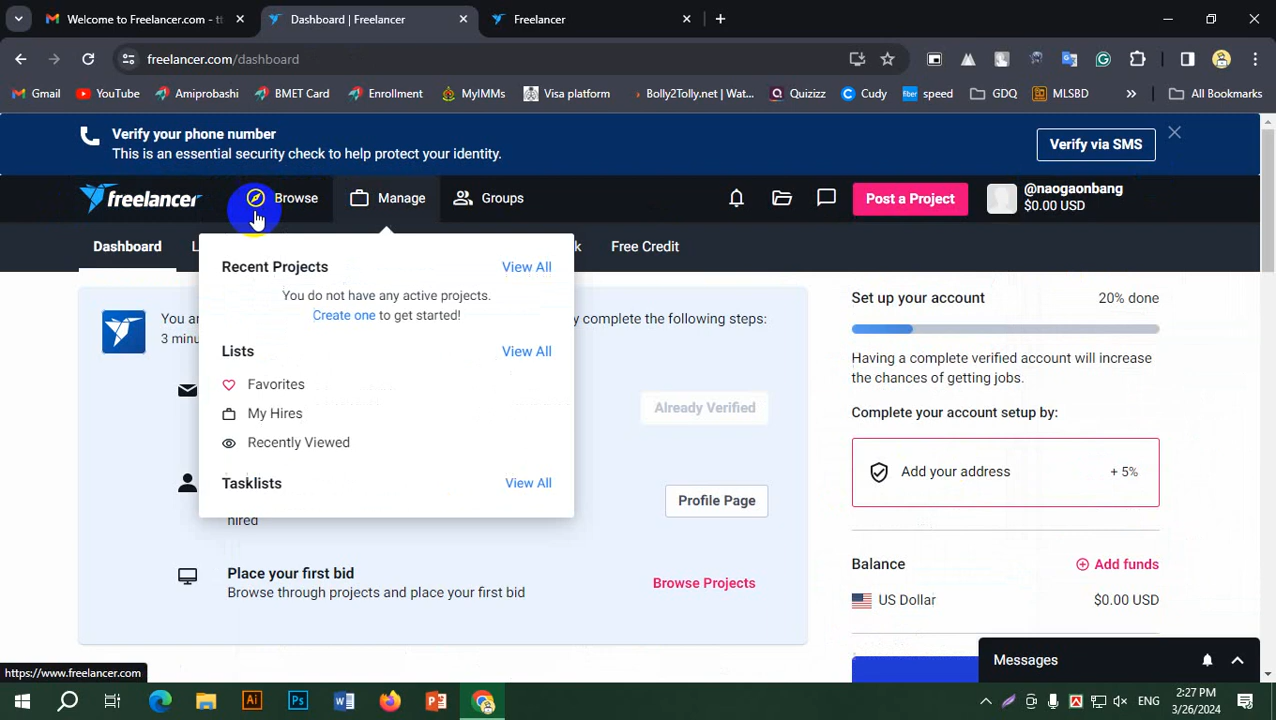 Welcome to Freelancer.com - t
Dashboard | Freelancer
Freelancer
freelancer.com/dashboard
Gmail
YouTube
Amiprobashi
BMET Card
Enrollment
MyIMMs
Visa platform
Bolly2Tolly.net | Wat...
Quizizz
Cudy
fiber speed
GDQ
MLSBD
All Bookmarks
Verify your phone number
This is an essential security check to help protect your identity.
Verify via SMS
freelancer
Browse
Manage
Groups
Post a Project
@naogaonbang
$0.00 USD
Dashboard
L
k
Free Credit
Recent Projects
View All
You do not have any active projects.
Create one to get started!
Lists
View All
Favorites
My Hires
Recently Viewed
Tasklists
View All
You ar
y complete the following steps:
3 minu
Already Verified
Profile Page
hired
Place your first bid
Browse through projects and place your first bid
Browse Projects
Set up your account
20% done
Having a complete verified account will increase
the chances of getting jobs.
Complete your account setup by:
Add your address
+ 5%
Balance
Add funds
US Dollar
$0.00 USD
Messages
https://www.freelancer.com
Ai
Ps
ENG
2:27 PM
3/26/2024